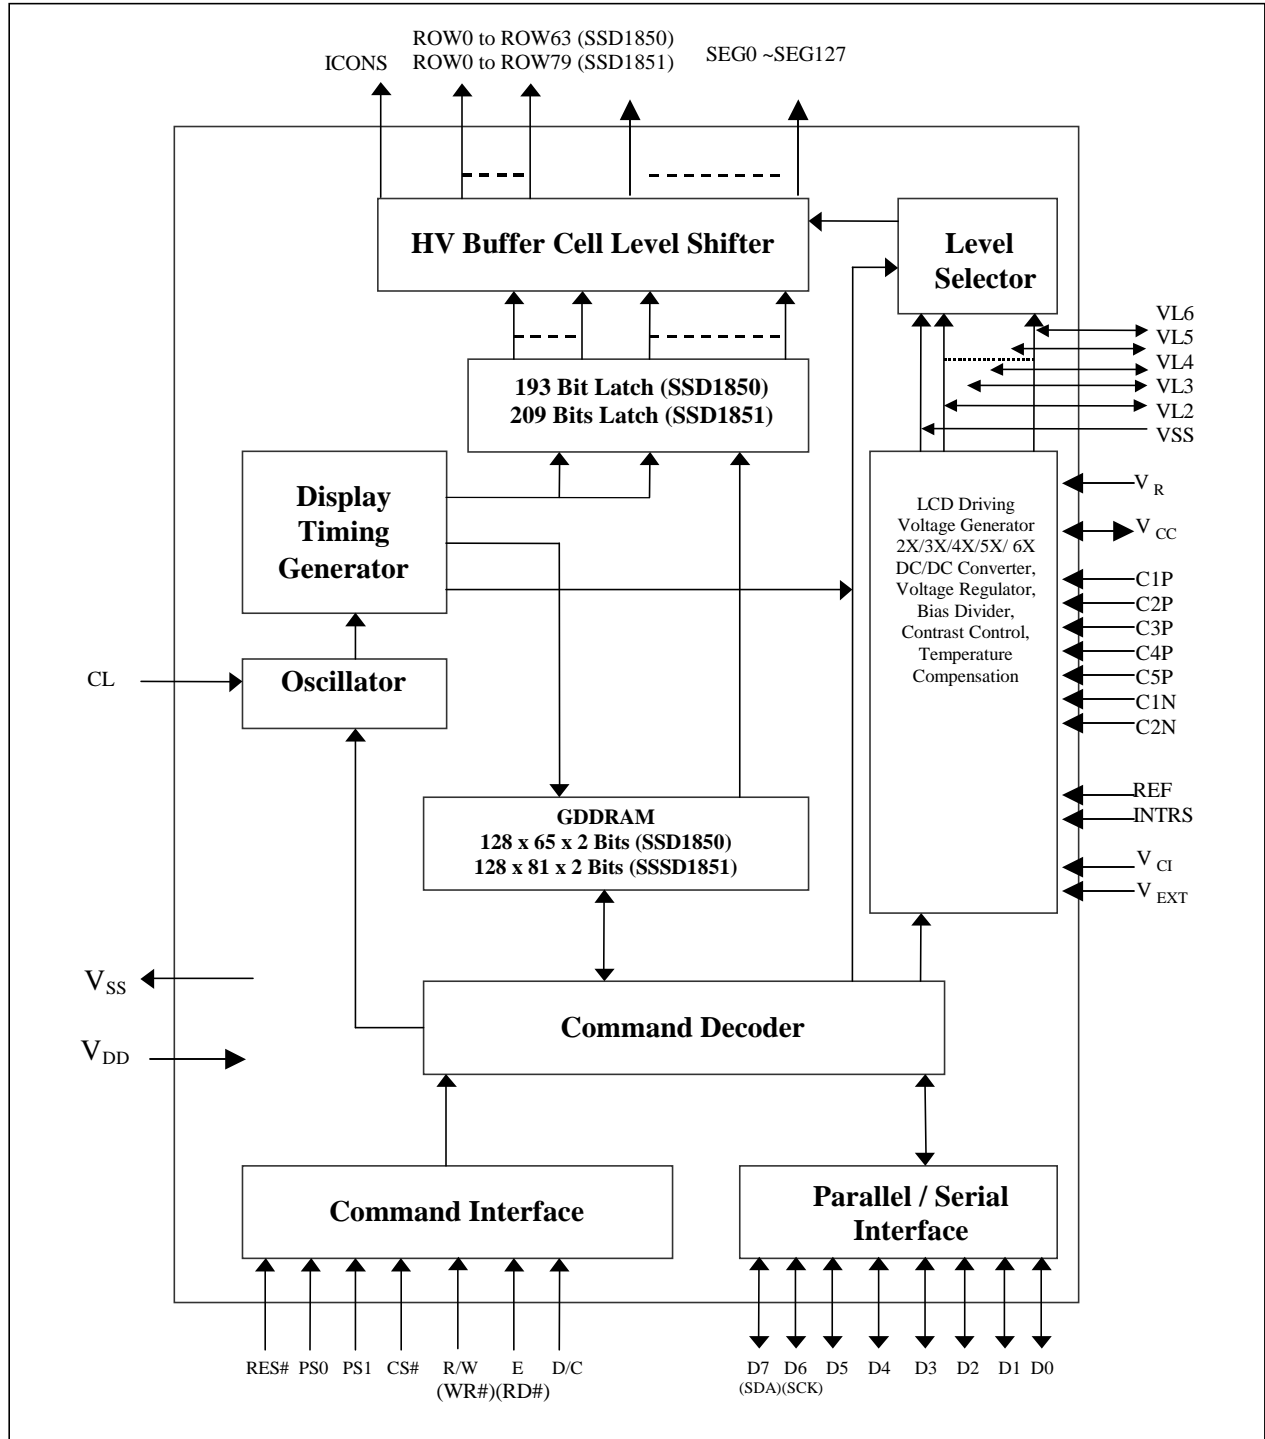 ROW0 to ROW63 (SSD1850)
ROW0 to ROW79 (SSD1851)
SEG0 ~SEG127
ICONS
HV Buffer Cell Level Shifter
Level
Selector
VL6
VL5
VL4
VL3
VL2
VSS
193 Bit Latch (SSD1850)
209 Bits Latch (SSD1851)
Display
Timing
Generator
LCD Driving
Voltage Generator
2X/3X/4X/5X/ 6X
DC/DC Converter,
Voltage Regulator,
Bias Divider,
Contrast Control,
Temperature
Compensation
V R
V CC
C1P
C2P
C3P
C4P
C5P
C1N
C2N
REF
INTRS
V CI
V EXT
CL
Oscillator
GDDRAM
128 x 65 x 2 Bits (SSD1850)
128 x 81 x 2 Bits (SSSD1851)
VSS
VDD
Command Decoder
Command Interface
Parallel / Serial
Interface
RES# PS0 PS1 CS# R/W E D/C
(WR#)(RD#)
D7 D6 D5 D4 D3 D2 D1 D0
(SDA)(SCK)